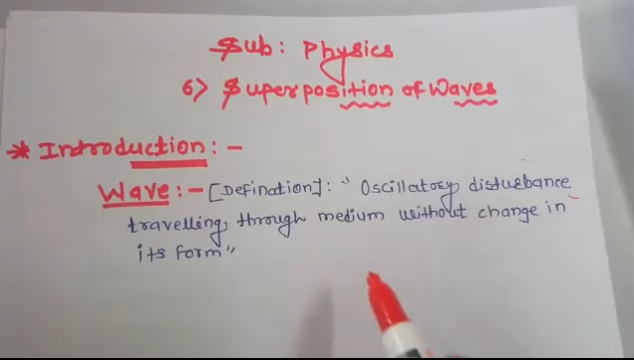 Sub: Physics
6> Superposition of Waves
* Introduction:-
Wave:- [Defination]: "Oscillatory disturbance
travelling through medium without change in
its form"